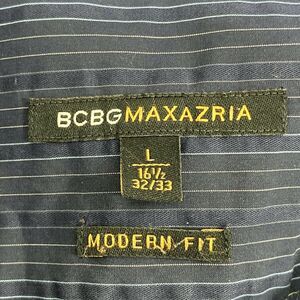 BCBGMAXAZRIA
L
16½
32/33
MODERN FIT